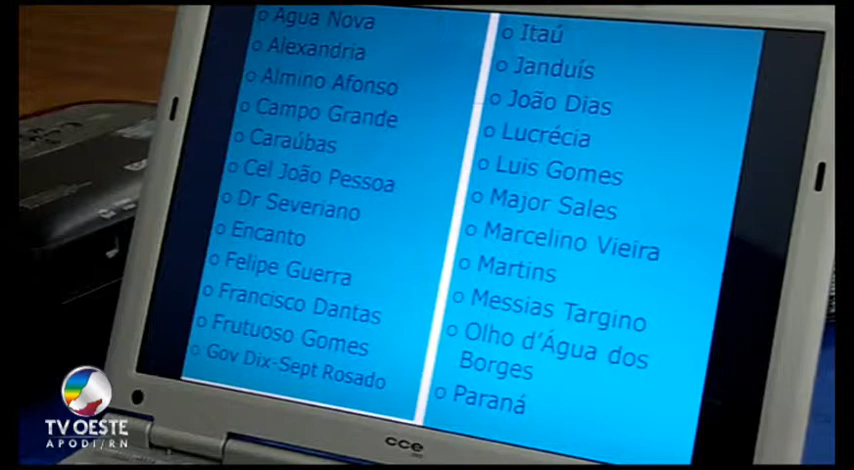 o Água Nova
o Alexandria
o Almino Afonso
o Campo Grande
o Caraúbas
o Cel João Pessoa
o Dr Severiano
o Encanto
o Felipe Guerra
o Francisco Dantas
o Frutuoso Gomes
o Gov Dix-Sept Rosado
o Itaú
o Janduís
o João Dias
o Lucrécia
o Luis Gomes
o Major Sales
o Marcelino Vieira
o Martins
o Messias Targino
o Olho d'Água dos
Borges
o Paraná
cce
TV OESTE
APODI/RN